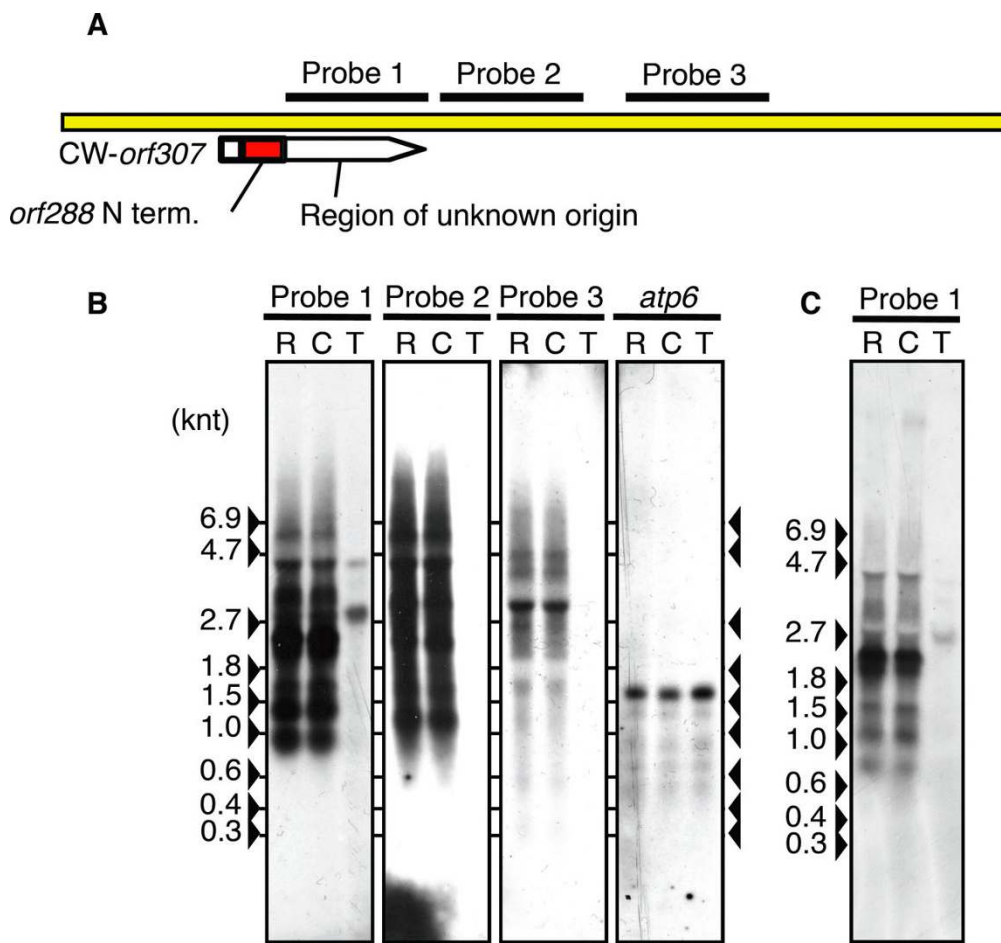 A
Probe 1 Probe 2 Probe 3
CW-orf307
orf288 N term. Region of unknown origin
B Probe 1 Probe 2 Probe 3 atp6 C Probe 1
R C T R C T R C T R C T R C T
(knt)
6.9 6.9
4.7 4.7
2.7 2.7
1.8 1.8
1.5 1.5
1.0 1.0
0.6 0.6
0.4 0.4
0.3 0.3